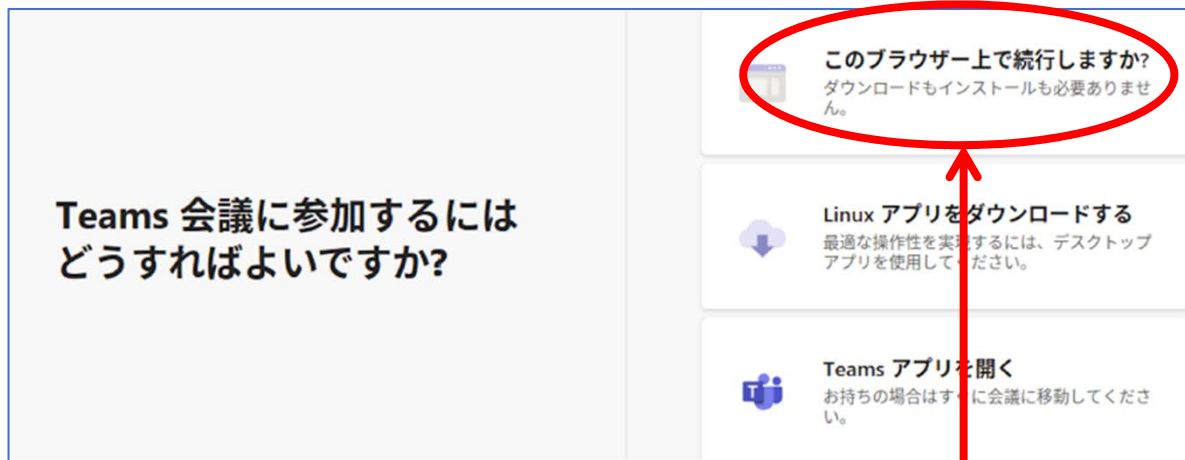 Teams 会議に参加するには
どうすればよいですか?
このブラウザー上で続行しますか?
ダウンロードもインストールも必要ありませ
ん。
Linux アプリをダウンロードする
最適な操作性を実現するには、デスクトップ
アプリを使用してください。
Teams アプリを開く
お持ちの場合はすぐに会議に移動してくださ
い。